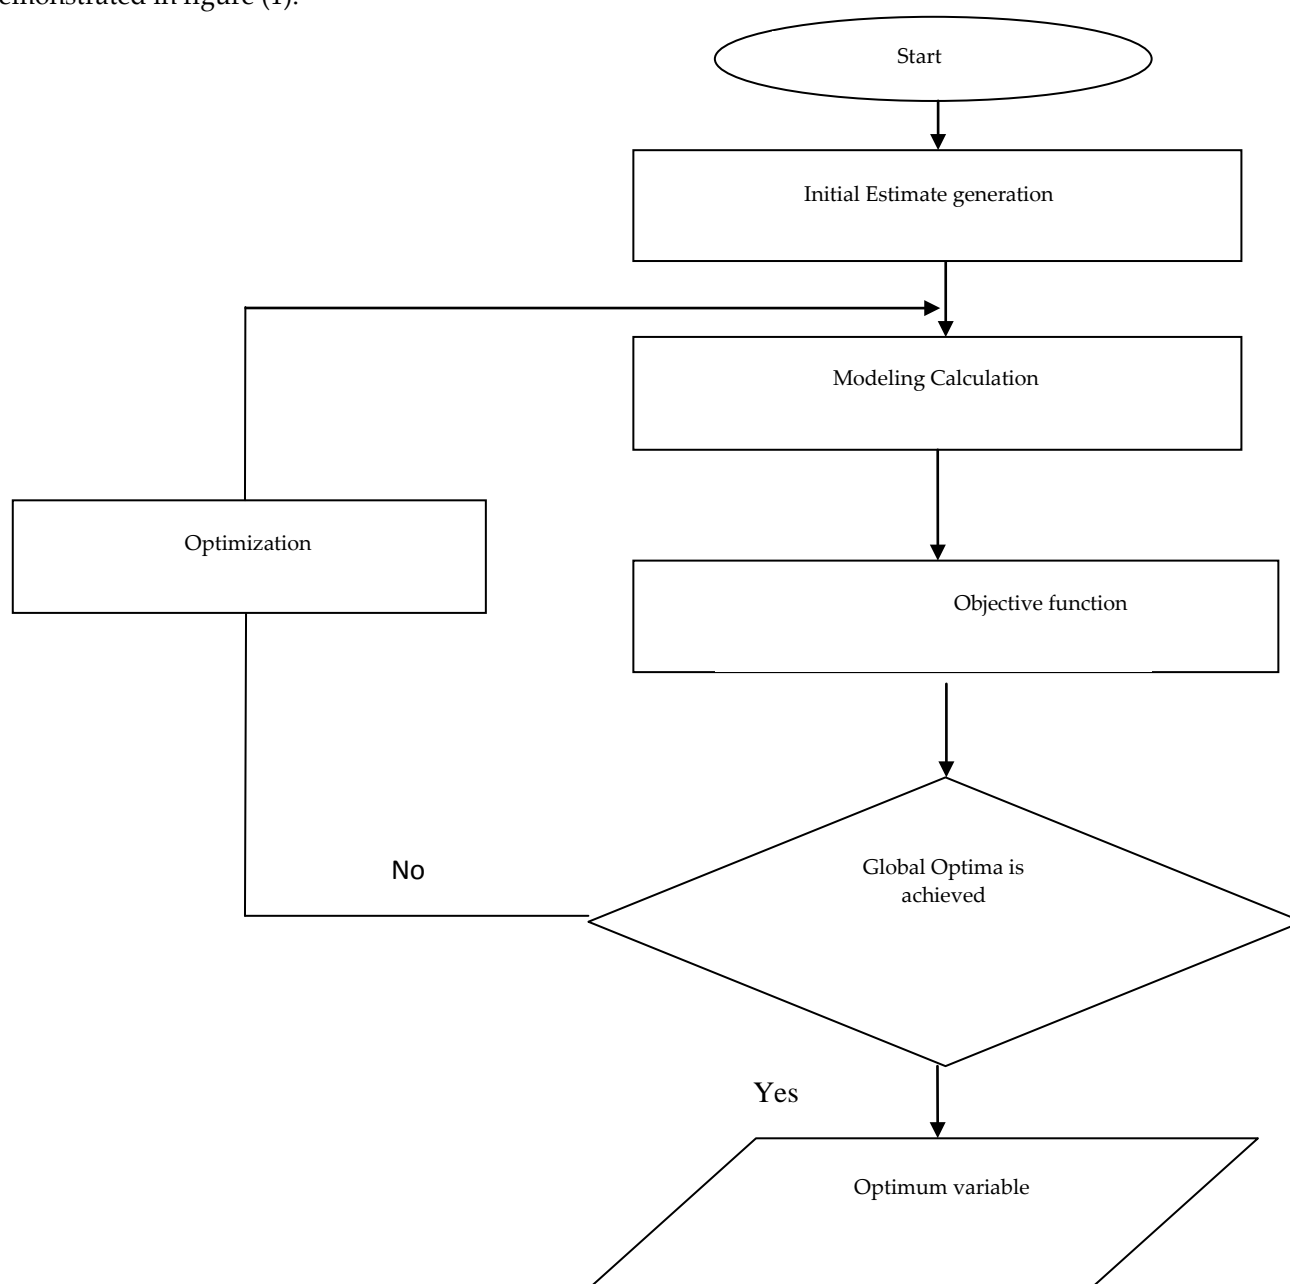 emonstrated in figure (1).
Start
Initial Estimate generation
Modeling Calculation
Optimization
Objective function
Global Optima is
achieved
No
Yes
Optimum variable